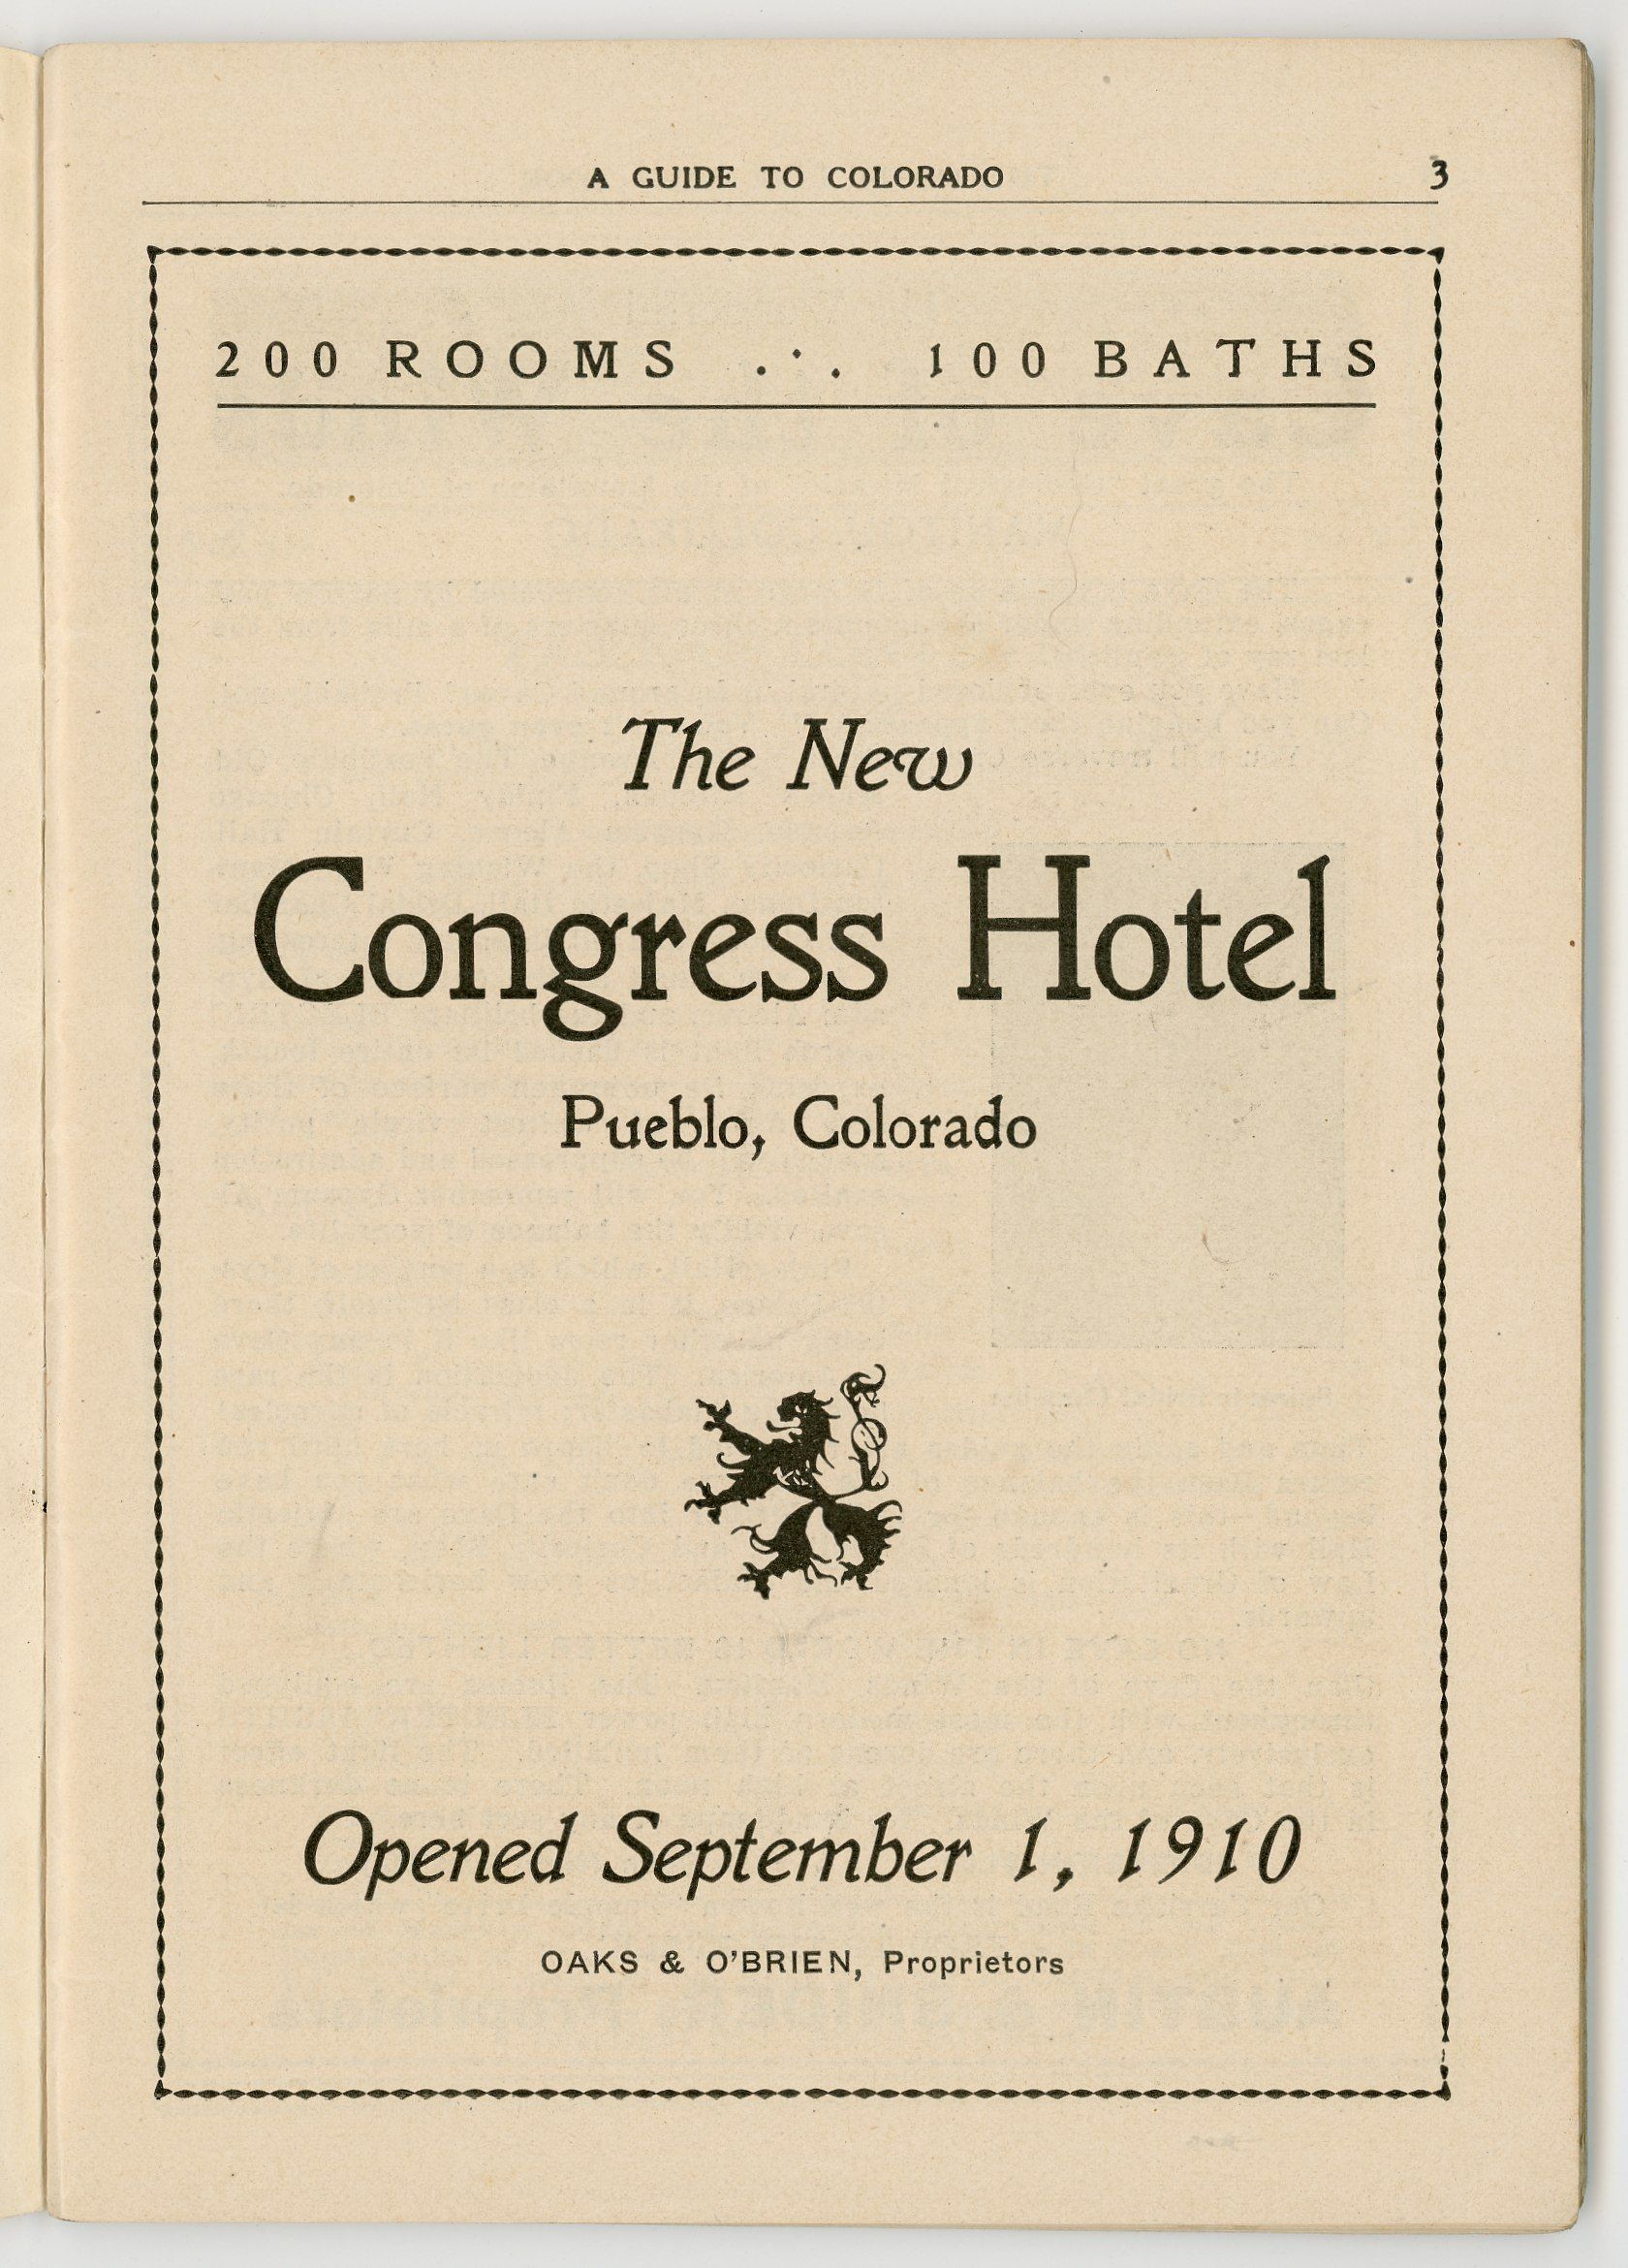 A GUIDE TO COLORADO 3
200 ROOMS ∴ 100 BATHS
The New
Congress Hotel
Pueblo, Colorado
Opened September 1, 1910
OAKS & O'BRIEN, Proprietors